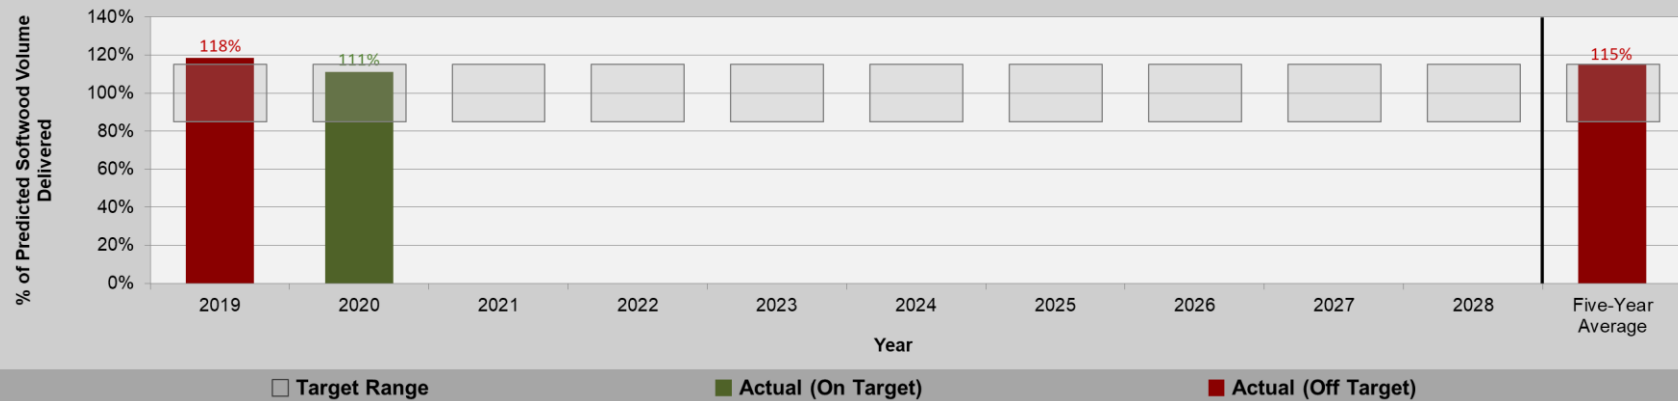 % of Predicted Softwood Volume
Delivered
140%
120%
100%
80%
60%
40%
20%
0%
118%
111%
115%
2019
2020
2021
2022
2023
2024
2025
2026
2027
2028
Five-Year
Average
Year
Target Range
Actual (On Target)
Actual (Off Target)